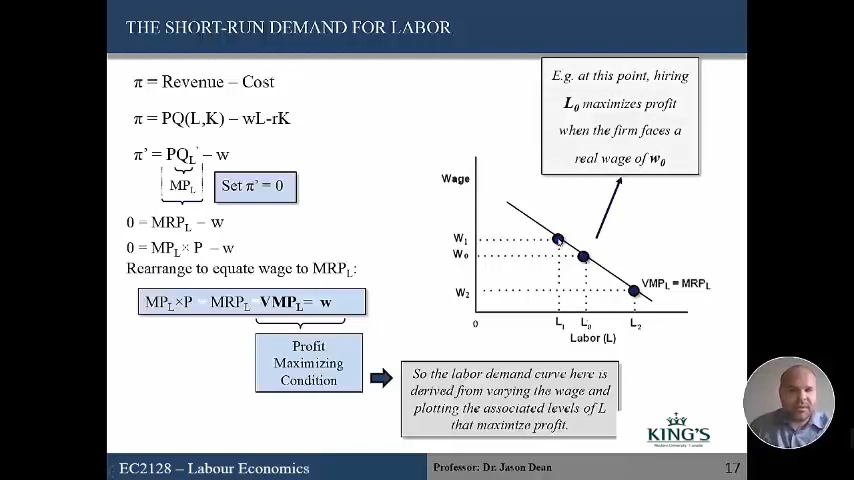 THE SHORT-RUN DEMAND FOR LABOR
π = Revenue – Cost
π = PQ(L,K) – wL-rK
π' = PQL' – w
MPL
Set π' = 0
0 = MRPL – w
0 = MPL× P – w
Rearrange to equate wage to MRPL:
MPL×P = MRPL = VMPL= w
Profit
Maximizing
Condition
E.g. at this point, hiring
L0 maximizes profit
when the firm faces a
real wage of w0
Wage
W1
W0
W2
VMPL = MRPL
0
L1
L0
L2
Labor (L)
So the labor demand curve here is
derived from varying the wage and
plotting the associated levels of L
that maximize profit.
KING'S
EC2128 – Labour Economics
Professor: Dr. Jason Dean
17